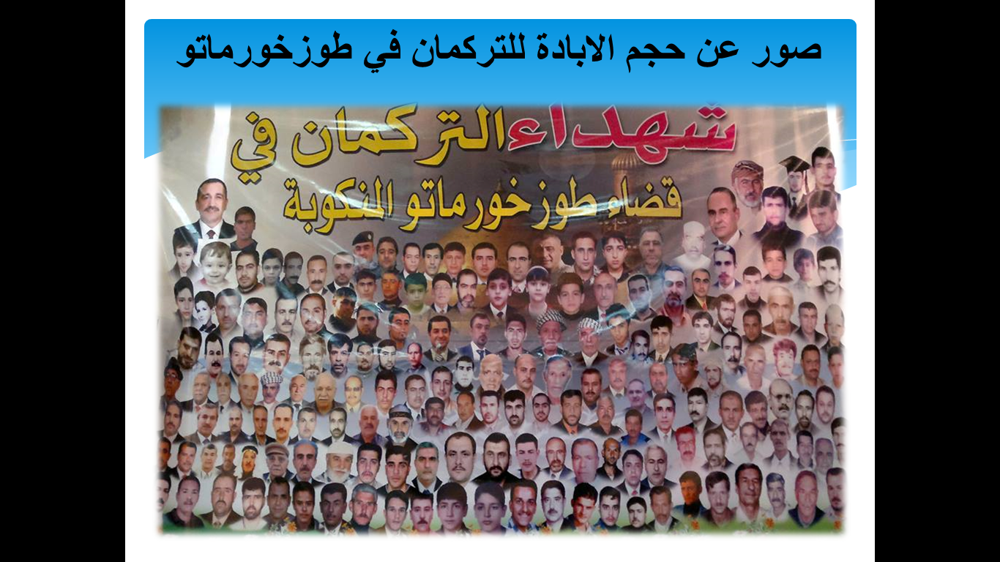 صور عن حجم الابادة للتركمان في طوزخورماتو
شهداء التركمان في
قضاء طوزخورماتو المنكوبة